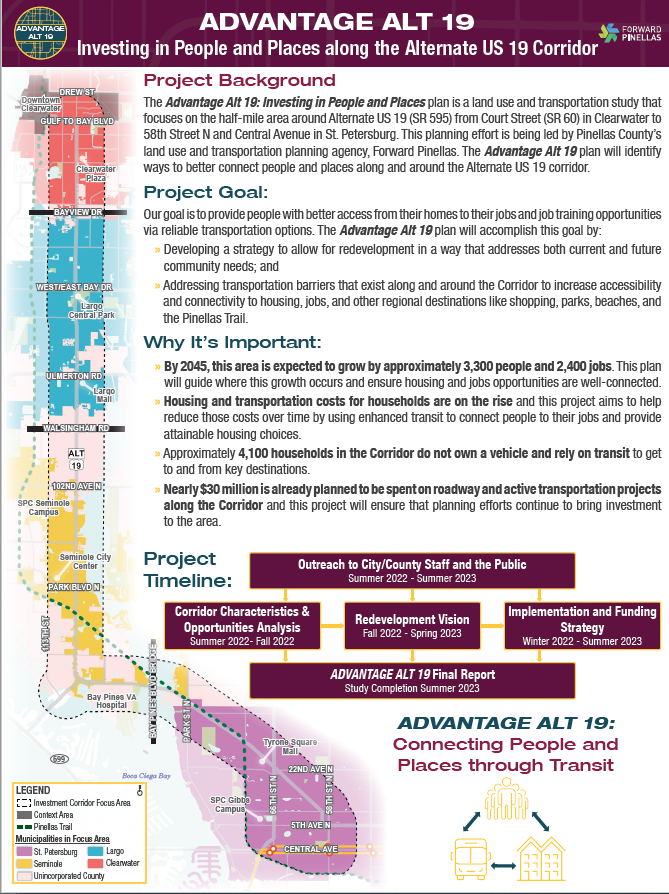 ADVANTAGE
ALT 19
ADVANTAGE ALT 19
Investing in People and Places along the Alternate US 19 Corridor
FORWARD
PINELLAS
Project Background
The Advantage Alt 19: Investing in People and Places plan is a land use and transportation study that
focuses on the half-mile area around Alternate US 19 (SR 595) from Court Street (SR 60) in Clearwater to
58th Street N and Central Avenue in St. Petersburg. This planning effort is being led by Pinellas County's
land use and transportation planning agency, Forward Pinellas. The Advantage Alt 19 plan will identify
ways to better connect people and places along and around the Alternate US 19 corridor.
Project Goal:
Our goal is to provide people with better access from their homes to their jobs and job training opportunities
via reliable transportation options. The Advantage Alt 19 plan will accomplish this goal by:
» Developing a strategy to allow for redevelopment in a way that addresses both current and future
community needs; and
» Addressing transportation barriers that exist along and around the Corridor to increase accessibility
and connectivity to housing, jobs, and other regional destinations like shopping, parks, beaches, and
the Pinellas Trail.
Why It's Important:
» By 2045, this area is expected to grow by approximately 3,300 people and 2,400 jobs. This plan
will guide where this growth occurs and ensure housing and jobs opportunities are well-connected.
» Housing and transportation costs for households are on the rise and this project aims to help
reduce those costs over time by using enhanced transit to connect people to their jobs and provide
attainable housing choices.
» Approximately 4,100 households in the Corridor do not own a vehicle and rely on transit to get
to and from key destinations.
» Nearly $30 million is already planned to be spent on roadway and active transportation projects
along the Corridor and this project will ensure that planning efforts continue to bring investment
to the area.
Project
Timeline:
Outreach to City/County Staff and the Public
Summer 2022 - Summer 2023
Corridor Characteristics &
Opportunities Analysis
Summer 2022- Fall 2022
Redevelopment Vision
Fall 2022 - Spring 2023
Implementation and Funding
Strategy
Winter 2022 - Summer 2023
ADVANTAGE ALT 19 Final Report
Study Completion Summer 2023
ADVANTAGE ALT 19:
Connecting People and
Places through Transit
DREW ST
Downtown
Clearwater
GULF TO BAY BLVD
Clearwater
Plaza
BAYVIEW DR
WEST/EAST BAY DR
Largo
Central Park
ULMERTON RD
Largo
Mall
WALSINGHAM RD
ALT
19
102ND AVE N
SPC Seminole
Campus
Seminole City
Center
PARK BLVD N
113TH ST
BAY PINES BLVD BRIDGE
Bay Pines VA
Hospital
PARK ST N
699
Tyrone Square
Mall
Boca Ciega Bay
22ND AVE N
66TH ST N
58TH ST N
SPC Gibbs
Campus
5TH AVE N
CENTRAL AVE
LEGEND
Investment Corridor Focus Area
Context Area
Pinellas Trail
Municipalities in Focus Area
St. Petersburg
Largo
Seminole
Clearwater
Unincorporated County